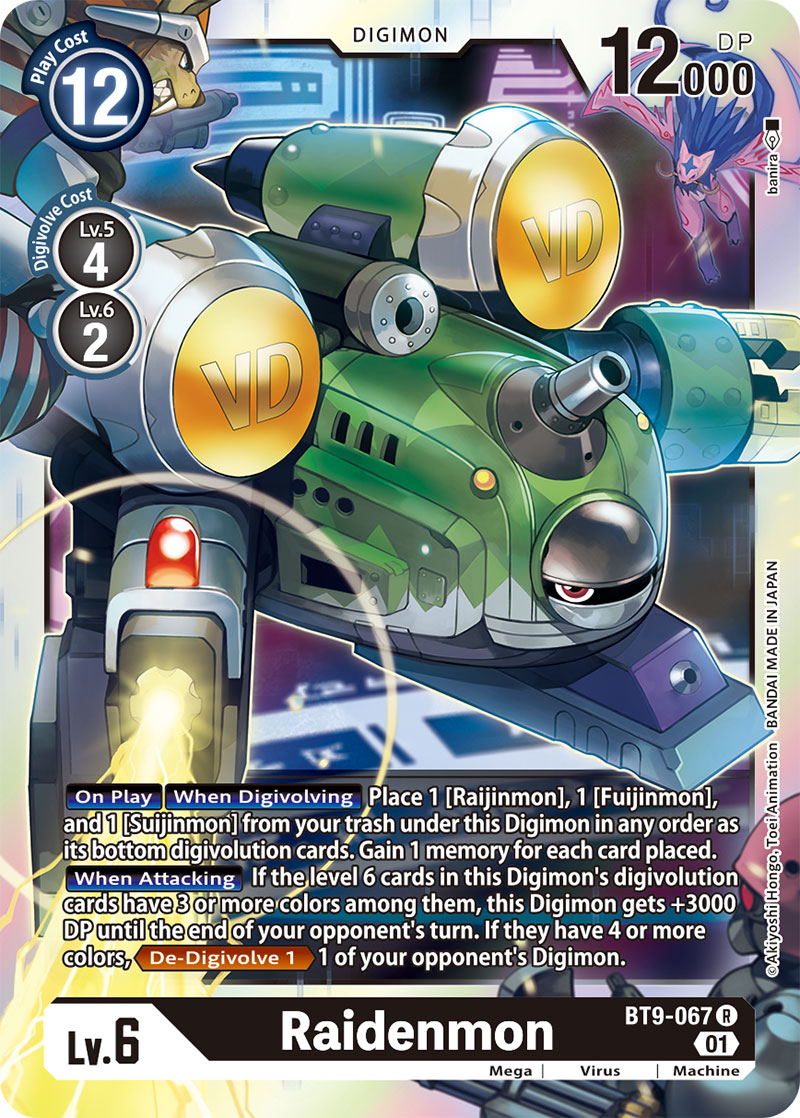 DIGIMON
Play Cost
12
12000
DP
Digivolve Cost
Lv.5
4
Lv.6
2
banira
VD
VD
On Play When Digivolving Place 1 [Raijinmon], 1 [Fuijinmon],
and 1 [Suijinmon] from your trash under this Digimon in any order as
its bottom digivolution cards. Gain 1 memory for each card placed.
When Attacking If the level 6 cards in this Digimon's digivolution
cards have 3 or more colors among them, this Digimon gets +3000
DP until the end of your opponent's turn. If they have 4 or more
colors, De-Digivolve 1 1 of your opponent's Digimon.
©Akiyoshi Hongo, Toei Animation BANDAI MADE IN JAPAN
Lv.6
Raidenmon
BT9-067 R
01
Mega | Virus | Machine